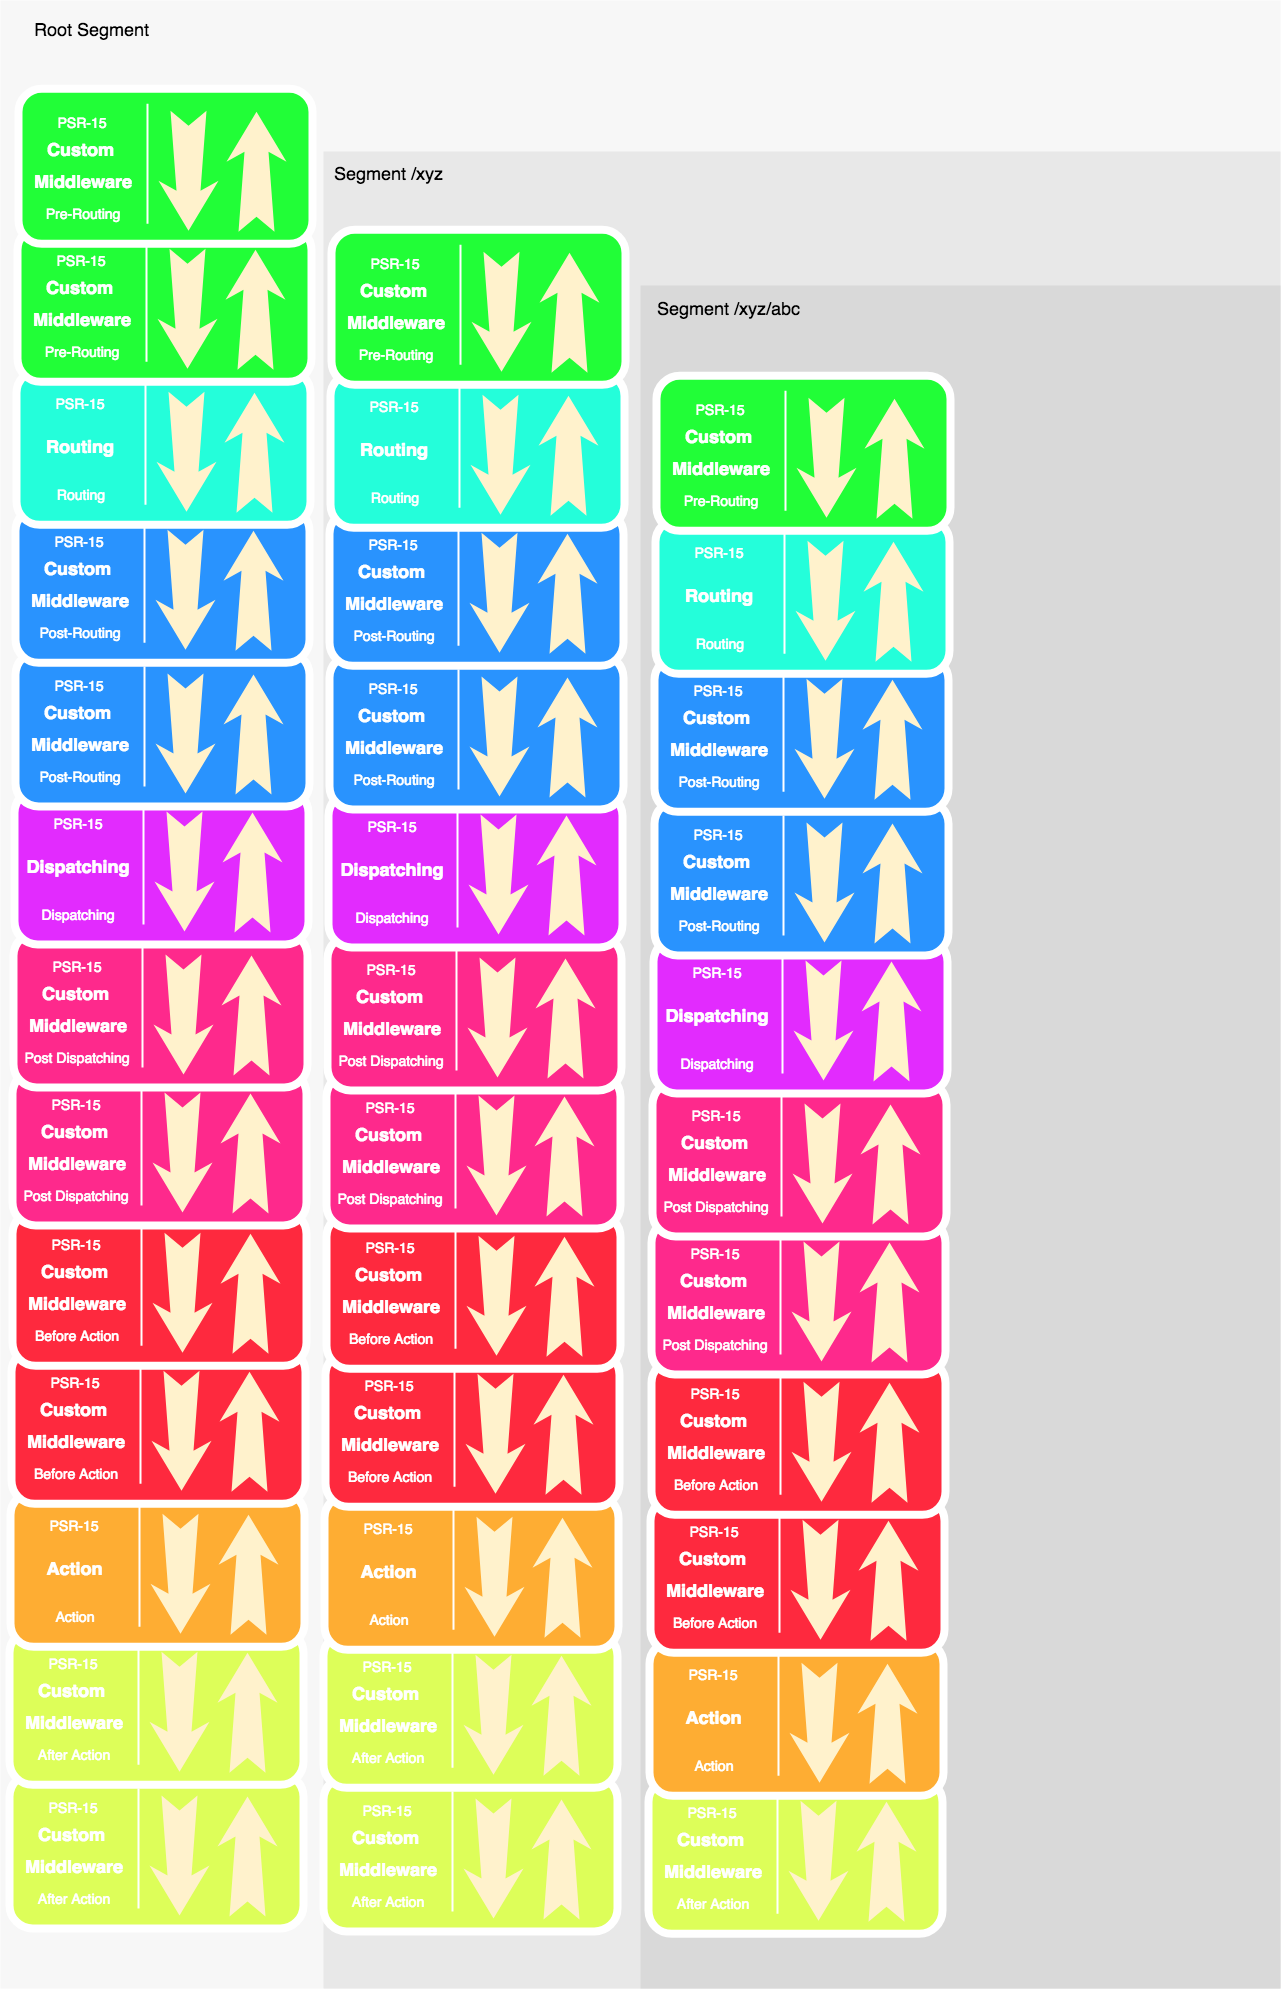 Root Segment
PSR-15
Custom
Middleware
Pre-Routing
PSR-15
Custom
Middleware
Pre-Routing
PSR-15
Routing
Routing
PSR-15
Custom
Middleware
Post-Routing
PSR-15
Custom
Middleware
Post-Routing
PSR-15
Dispatching
Dispatching
PSR-15
Custom
Middleware
Post Dispatching
PSR-15
Custom
Middleware
Post Dispatching
PSR-15
Custom
Middleware
Before Action
PSR-15
Custom
Middleware
Before Action
PSR-15
Action
Action
PSR-15
Custom
Middleware
After Action
PSR-15
Custom
Middleware
After Action
Segment /xyz
PSR-15
Custom
Middleware
Pre-Routing
PSR-15
Routing
Routing
PSR-15
Custom
Middleware
Post-Routing
PSR-15
Custom
Middleware
Post-Routing
PSR-15
Dispatching
Dispatching
PSR-15
Custom
Middleware
Post Dispatching
PSR-15
Custom
Middleware
Post Dispatching
PSR-15
Custom
Middleware
Before Action
PSR-15
Custom
Middleware
Before Action
PSR-15
Action
Action
PSR-15
Custom
Middleware
After Action
PSR-15
Custom
Middleware
After Action
Segment /xyz/abc
PSR-15
Custom
Middleware
Pre-Routing
PSR-15
Routing
Routing
PSR-15
Custom
Middleware
Post-Routing
PSR-15
Custom
Middleware
Post-Routing
PSR-15
Dispatching
Dispatching
PSR-15
Custom
Middleware
Post Dispatching
PSR-15
Custom
Middleware
Post Dispatching
PSR-15
Custom
Middleware
Before Action
PSR-15
Custom
Middleware
Before Action
PSR-15
Action
Action
PSR-15
Custom
Middleware
After Action